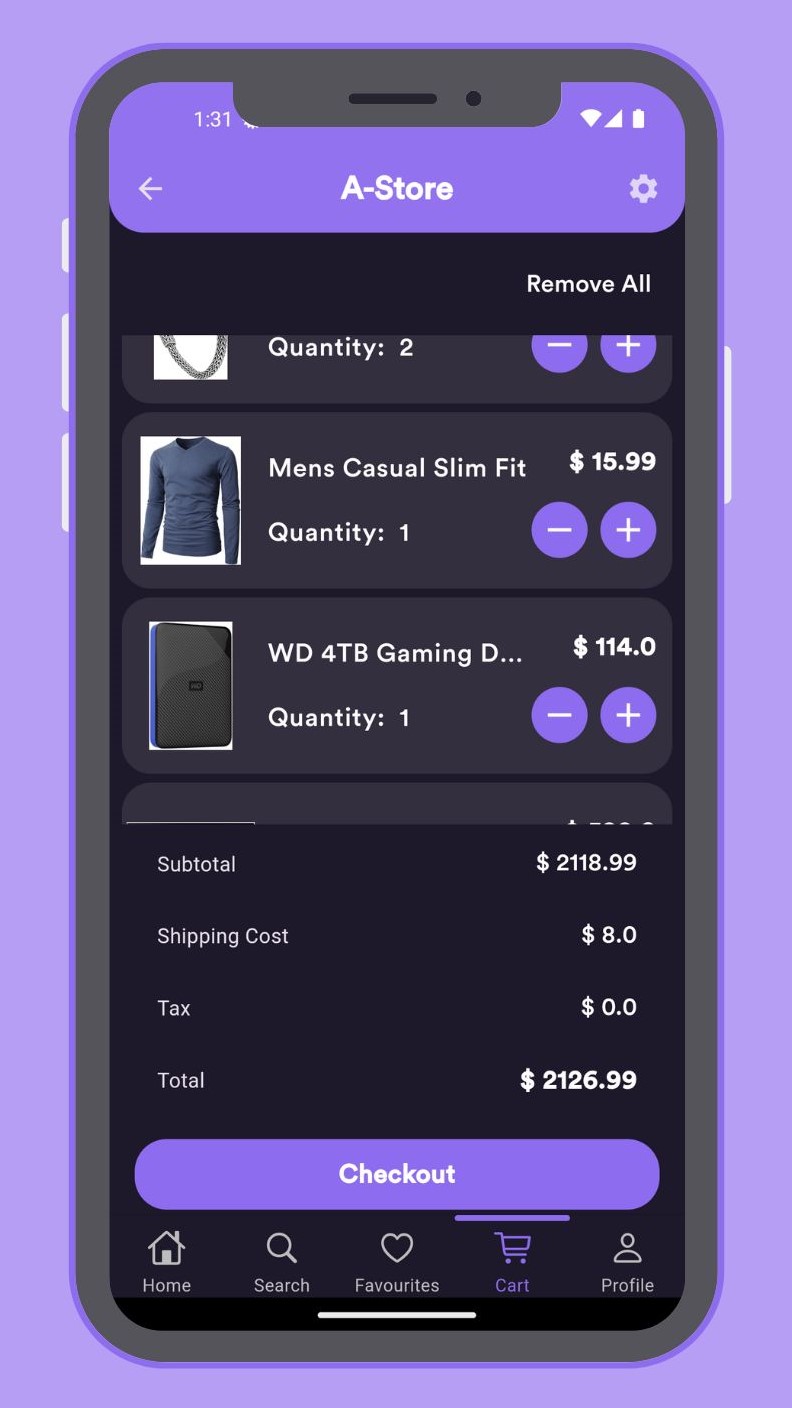 1:31
A-Store
Remove All
Quantity: 2
Mens Casual Slim Fit
$ 15.99
Quantity: 1
WD 4TB Gaming D...
$ 114.0
Quantity: 1
Subtotal
$ 2118.99
Shipping Cost
$ 8.0
Tax
$ 0.0
Total
$ 2126.99
Checkout
Home
Search
Favourites
Cart
Profile